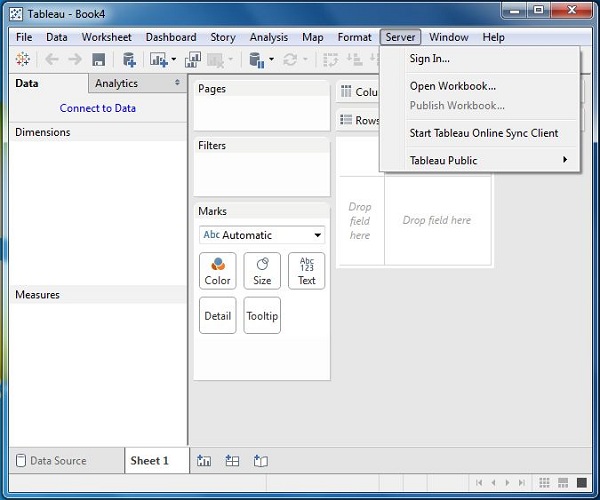 Tableau - Book4
File Data Worksheet Dashboard Story Analysis Map Format Server Window Help
Sign In...
Open Workbook...
Publish Workbook...
Start Tableau Online Sync Client
Tableau Public
Data Analytics
Connect to Data
Dimensions
Measures
Pages
Filters
Marks
Abc Automatic
Color Size Abc 123 Text
Detail Tooltip
Rows
Drop field here
Drop field here
Data Source Sheet 1